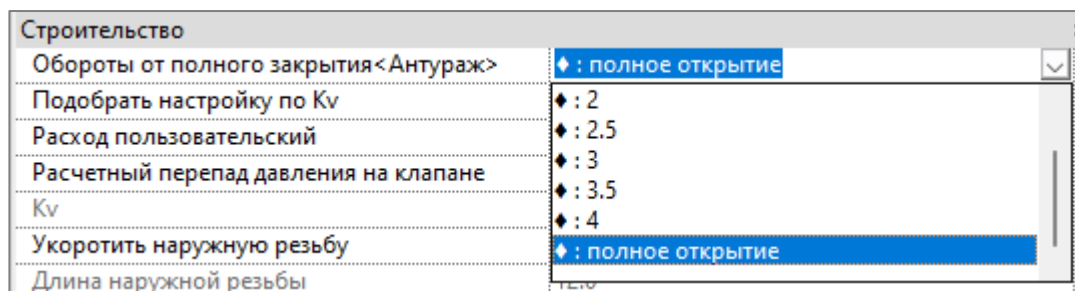 Строительство
Обороты от полного закрытия<Антураж> ♦ : полное открытие
Подобрать настройку по Kv ♦ : 2
♦ : 2.5
Расход пользовательский
♦ : 3
Расчетный перепад давления на клапане
♦ : 3.5
Kv
♦ : 4
Укоротить наружную резьбу
♦ : полное открытие
Длина наружной резьбы